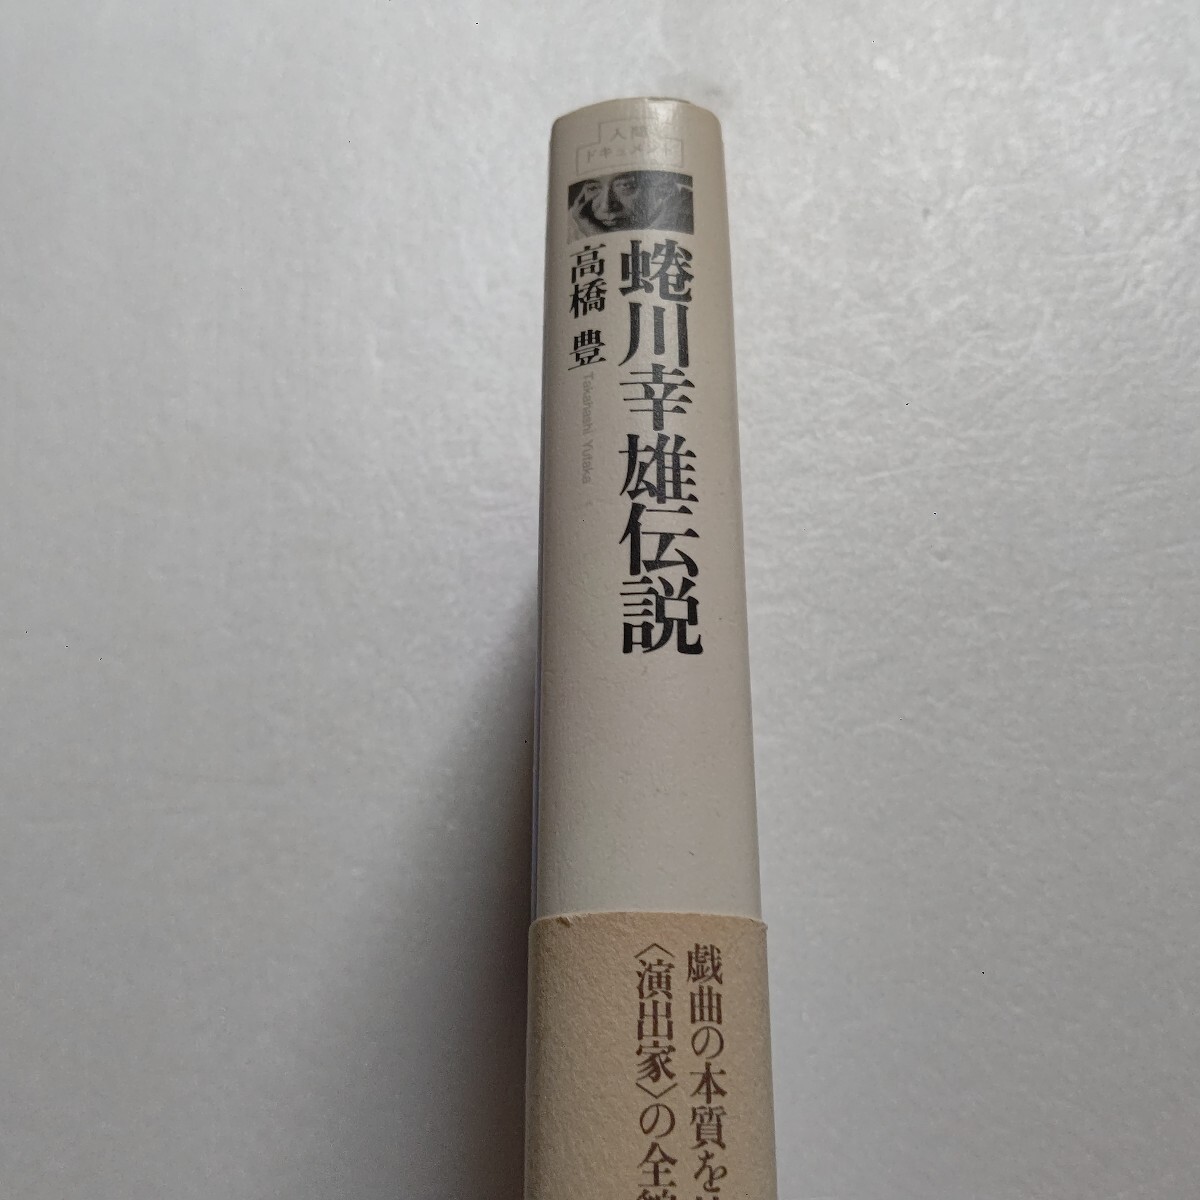 人間
ドキュメント
蜷川幸雄伝説
高橋 豊
Takahashi Yutaka
戯曲の本質を
〈演出家〉の全